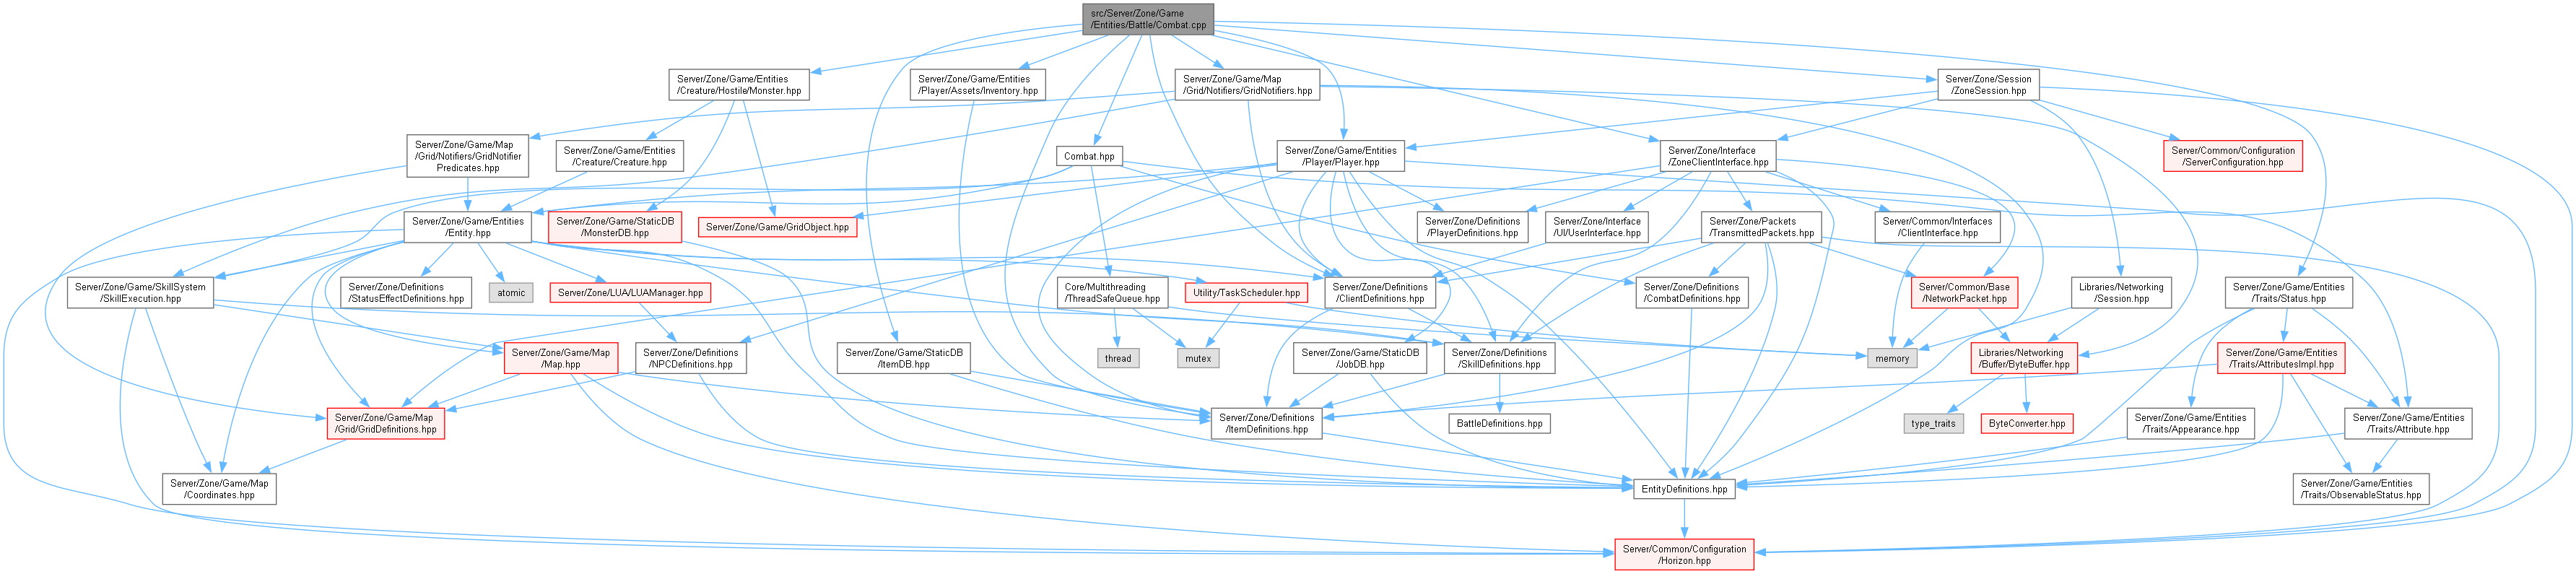 src/Server/Zone/Game
/Entities/Battle/Combat.cpp
Server/Zone/Game/Entities
/Creature/Hostile/Monster.hpp
Server/Zone/Game/Entities
/Player/Assets/Inventory.hpp
Server/Zone/Game/Map
/Grid/Notifiers/GridNotifiers.hpp
Server/Zone/Session
/ZoneSession.hpp
Server/Zone/Game/Map
/Grid/Notifiers/GridNotifier
Predicates.hpp
Server/Zone/Game/Entities
/Creature/Creature.hpp
Combat.hpp
Server/Zone/Game/Entities
/Player/Player.hpp
Server/Zone/Interface
/ZoneClientInterface.hpp
Server/Common/Configuration
/ServerConfiguration.hpp
Server/Zone/Game/Entities
/Entity.hpp
Server/Zone/Game/StaticDB
/MonsterDB.hpp
Server/Zone/Game/GridObject.hpp
Server/Zone/Definitions
/PlayerDefinitions.hpp
Server/Zone/Interface
/UI/UserInterface.hpp
Server/Zone/Packets
/TransmittedPackets.hpp
Server/Common/Interfaces
/ClientInterface.hpp
Server/Zone/Game/SkillSystem
/SkillExecution.hpp
Server/Zone/Definitions
/StatusEffectDefinitions.hpp
atomic
Server/Zone/LUA/LUAManager.hpp
Core/Multithreading
/ThreadSafeQueue.hpp
Utility/TaskScheduler.hpp
Server/Zone/Definitions
/ClientDefinitions.hpp
Server/Zone/Definitions
/CombatDefinitions.hpp
Server/Common/Base
/NetworkPacket.hpp
Libraries/Networking
/Session.hpp
Server/Zone/Game/Entities
/Traits/Status.hpp
Server/Zone/Game/Map
/Map.hpp
Server/Zone/Definitions
/NPCDefinitions.hpp
Server/Zone/Game/StaticDB
/ItemDB.hpp
thread
mutex
Server/Zone/Game/StaticDB
/JobDB.hpp
Server/Zone/Definitions
/SkillDefinitions.hpp
memory
Libraries/Networking
/Buffer/ByteBuffer.hpp
Server/Zone/Game/Entities
/Traits/AttributesImpl.hpp
Server/Zone/Game/Map
/Grid/GridDefinitions.hpp
Server/Zone/Definitions
/ItemDefinitions.hpp
BattleDefinitions.hpp
type_traits
ByteConverter.hpp
Server/Zone/Game/Entities
/Traits/Appearance.hpp
Server/Zone/Game/Entities
/Traits/Attribute.hpp
Server/Zone/Game/Map
/Coordinates.hpp
EntityDefinitions.hpp
Server/Zone/Game/Entities
/Traits/ObservableStatus.hpp
Server/Common/Configuration
/Horizon.hpp